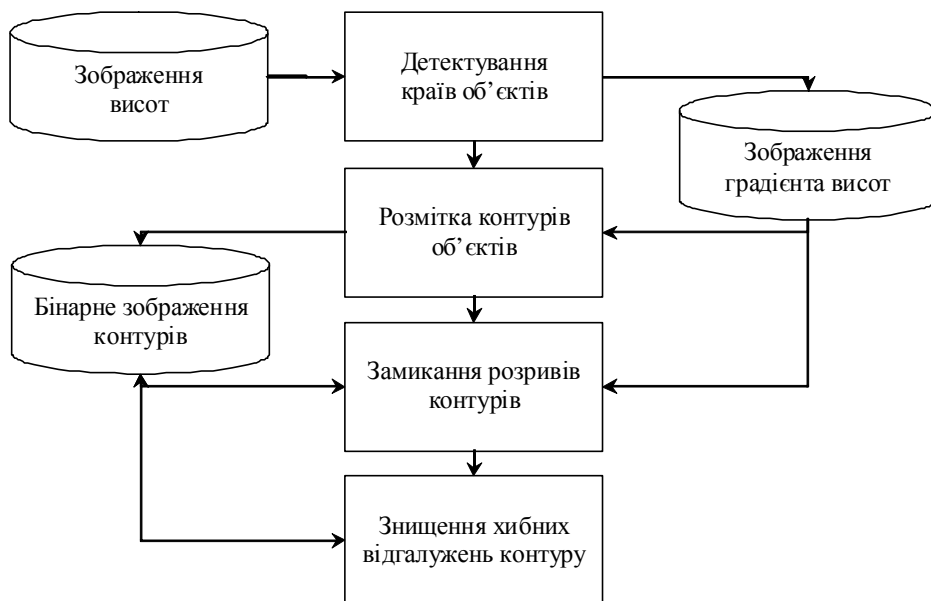 Зображення
висот
Детектування
країв об’єктів
Зображення
градієнта висот
Розмітка контурів
об’єктів
Бінарне зображення
контурів
Замикання розривів
контурів
Знищення хибних
відгалужень контуру